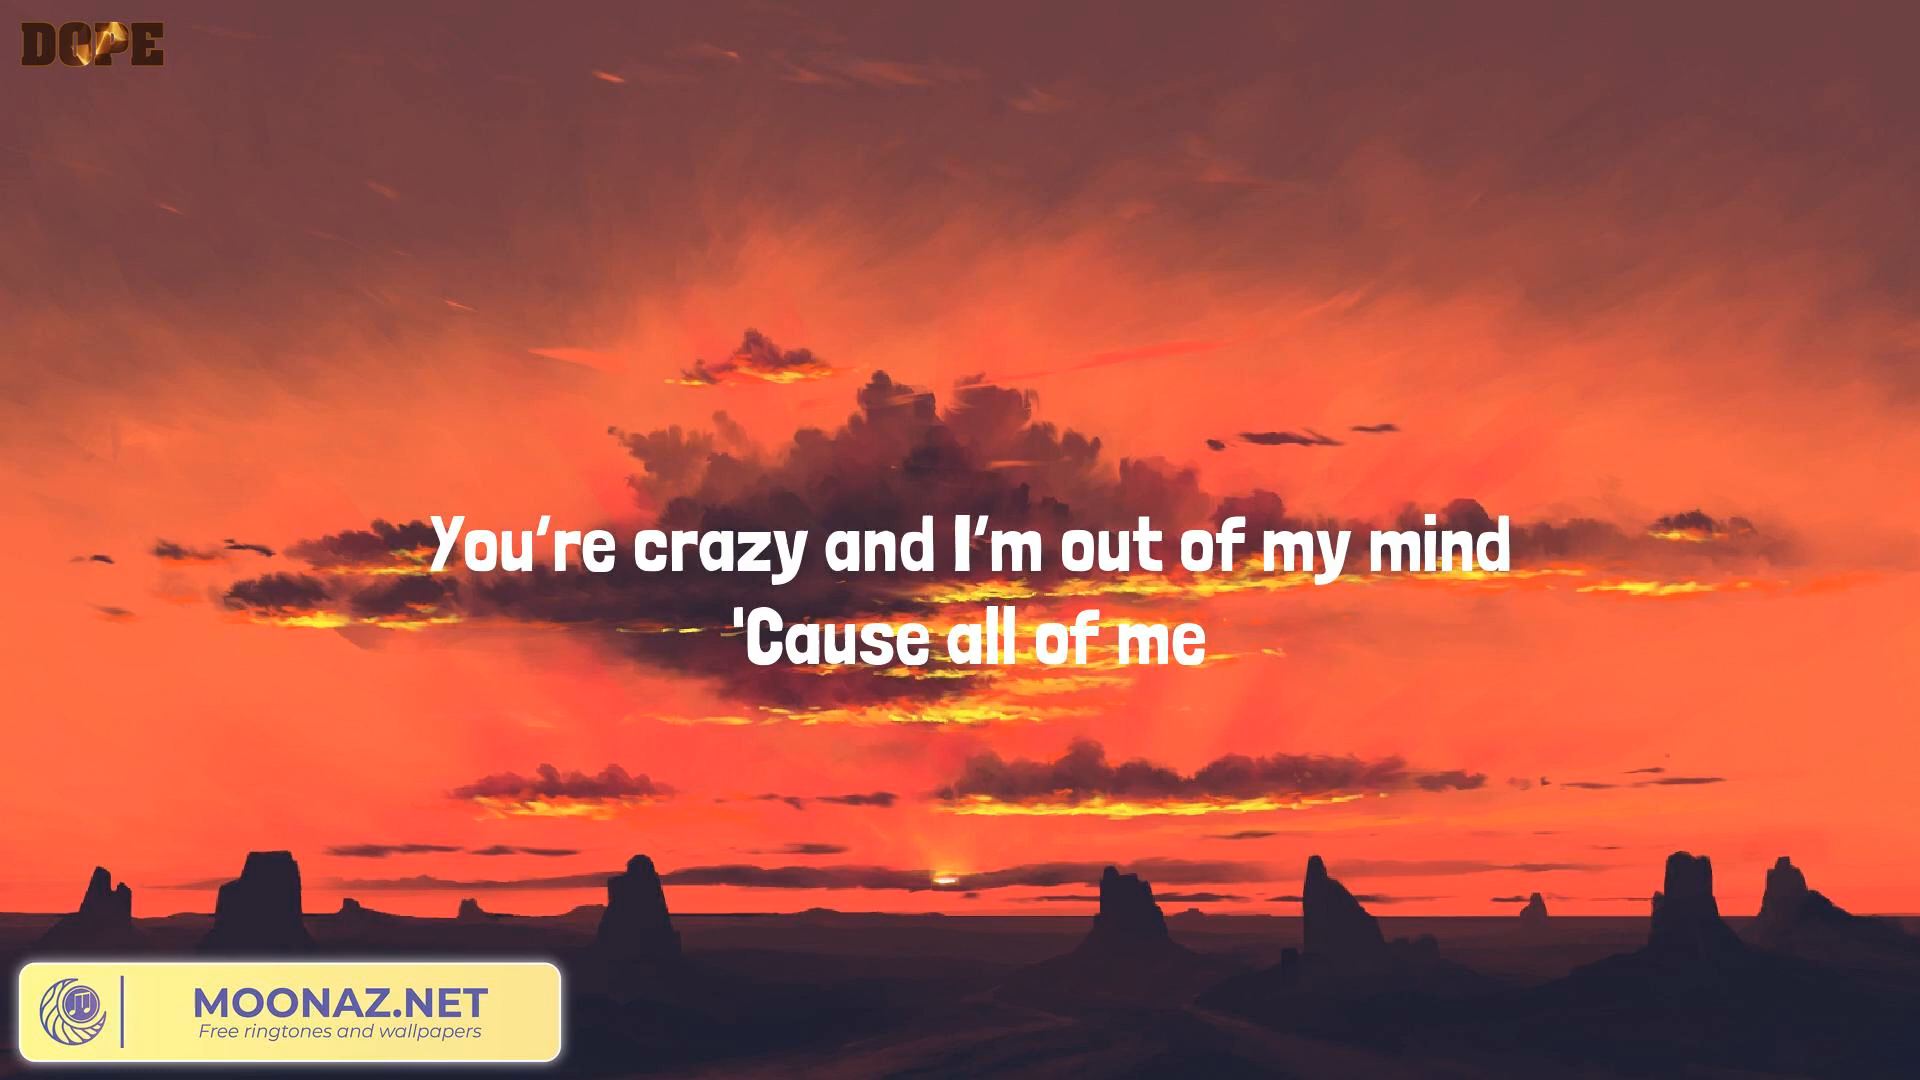 DOPE
You’re crazy and I’m out of my mind
'Cause all of me
MOONAZ.NET
Free ringtones and wallpapers